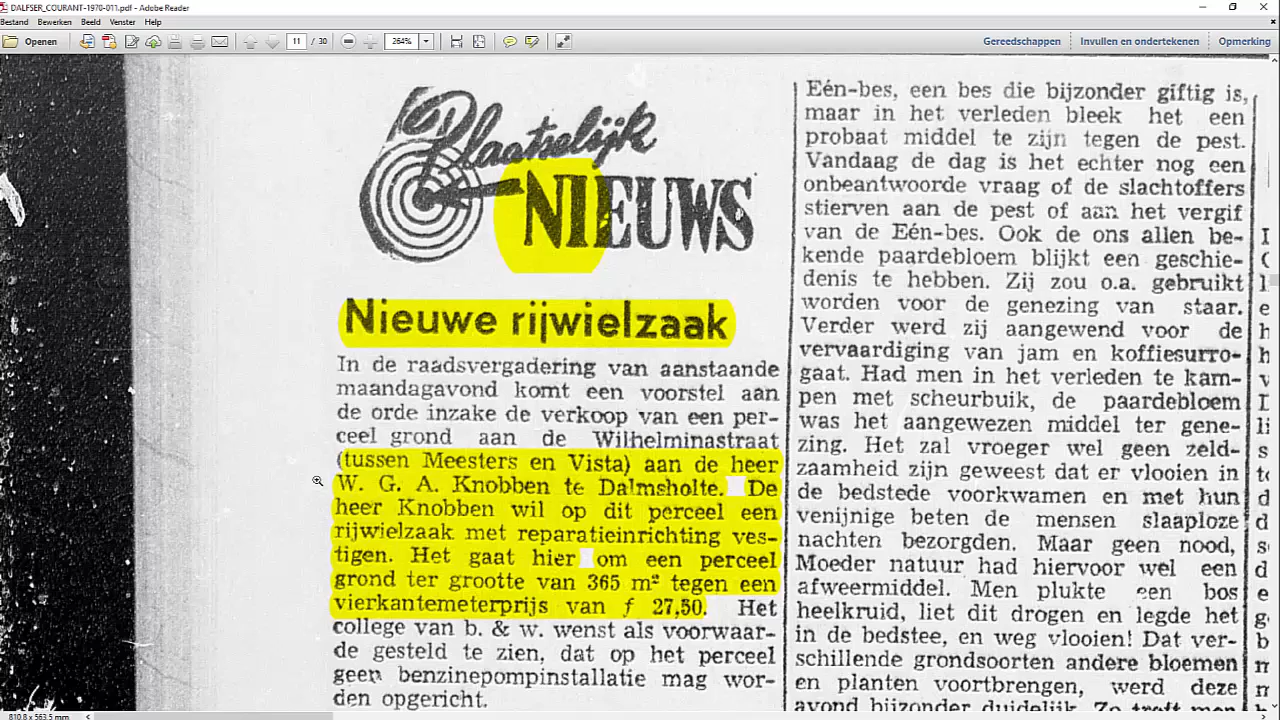 DALFSER_COURANT-1970-011.pdf - Adobe Reader
Bestand Bewerken Beeld Venster Help
Openen 11 / 30 264% Gereedschappen Invullen en ondertekenen Opmerking
Plaatselijk
NIEUWS
Nieuwe rijwielzaak
In de raadsvergadering van aanstaande
maandagavond komt een voorstel aan
de orde inzake de verkoop van een per-
ceel grond aan de Wilhelminastraat
(tussen Meesters en Vista) aan de heer
W. G. A. Knobben te Dalmsholte. De
heer Knobben wil op dit perceel een
rijwielzaak met reparatieinrichting ves-
tigen. Het gaat hier om een perceel
grond ter grootte van 365 m² tegen een
vierkantemeterprijs van ƒ 27,50. Het
college van b. & w. wenst als voorwaar-
de gesteld te zien, dat op het perceel
geen benzinepompinstallatie mag wor-
den opgericht.
Eén-bes, een bes die bijzonder giftig is,
maar in het verleden bleek het een
probaat middel te zijn tegen de pest.
Vandaag de dag is het echter nog een
onbeantwoorde vraag of de slachtoffers
stierven aan de pest of aan het vergif
van de Eén-bes. Ook de ons allen be-
kende paardebloem blijkt een geschie-
denis te hebben. Zij zou o.a. gebruikt
worden voor de genezing van staar.
Verder werd zij aangewend voor de
vervaardiging van jam en koffiesurro-
gaat. Had men in het verleden te kam-
pen met scheurbuik, de paardebloem
was het aangewezen middel ter gene-
zing. Het zal vroeger wel geen zeld-
zaamheid zijn geweest dat er vlooien in
de bedstede voorkwamen en met hun
venijnige beten de mensen slaaploze
nachten bezorgden. Maar geen nood,
Moeder natuur had hiervoor wel een
afweermiddel. Men plukte een bos
heelkruid, liet dit drogen en legde het
in de bedstee, en weg vlooien! Dat ver-
schillende grondsoorten andere bloemen
en planten voortbrengen, werd deze
avond bijzonder duidelijk. Zo treft men
810,8 x 563,5 mm